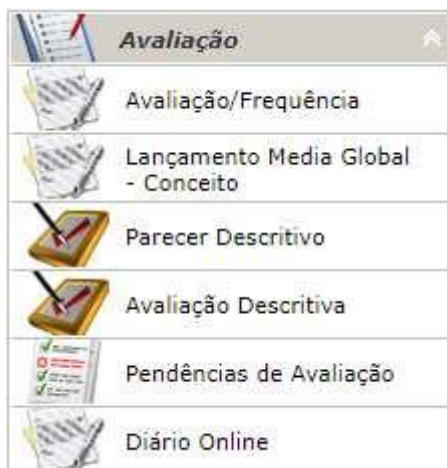 Avaliação
Avaliação/Frequência
Lançamento Media Global
- Conceito
Parecer Descritivo
Avaliação Descritiva
Pendências de Avaliação
Diário Online